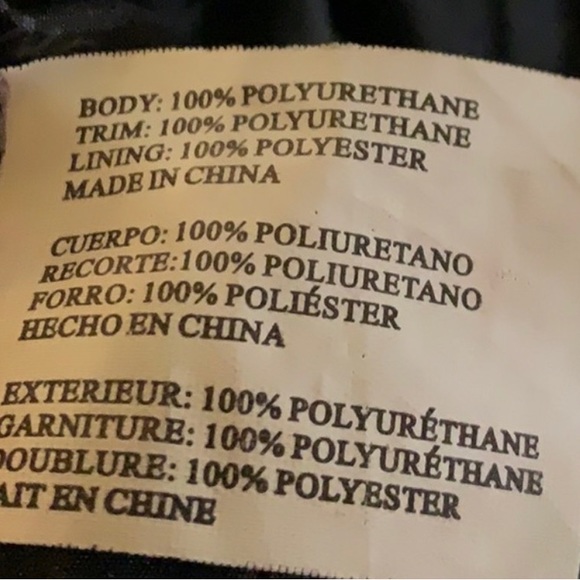 BODY: 100% POLYURETHANE
TRIM: 100% POLYURETHANE
LINING: 100% POLYESTER
MADE IN CHINA
CUERPO: 100% POLIURETANO
RECORTE:100% POLIURETANO
FORRO: 100% POLIÉSTER
HECHO EN CHINA
EXTERIEUR: 100% POLYURÉTHANE
GARNITURE: 100% POLYURÉTHANE
DOUBLURE: 100% POLYESTER
AIT EN CHINE